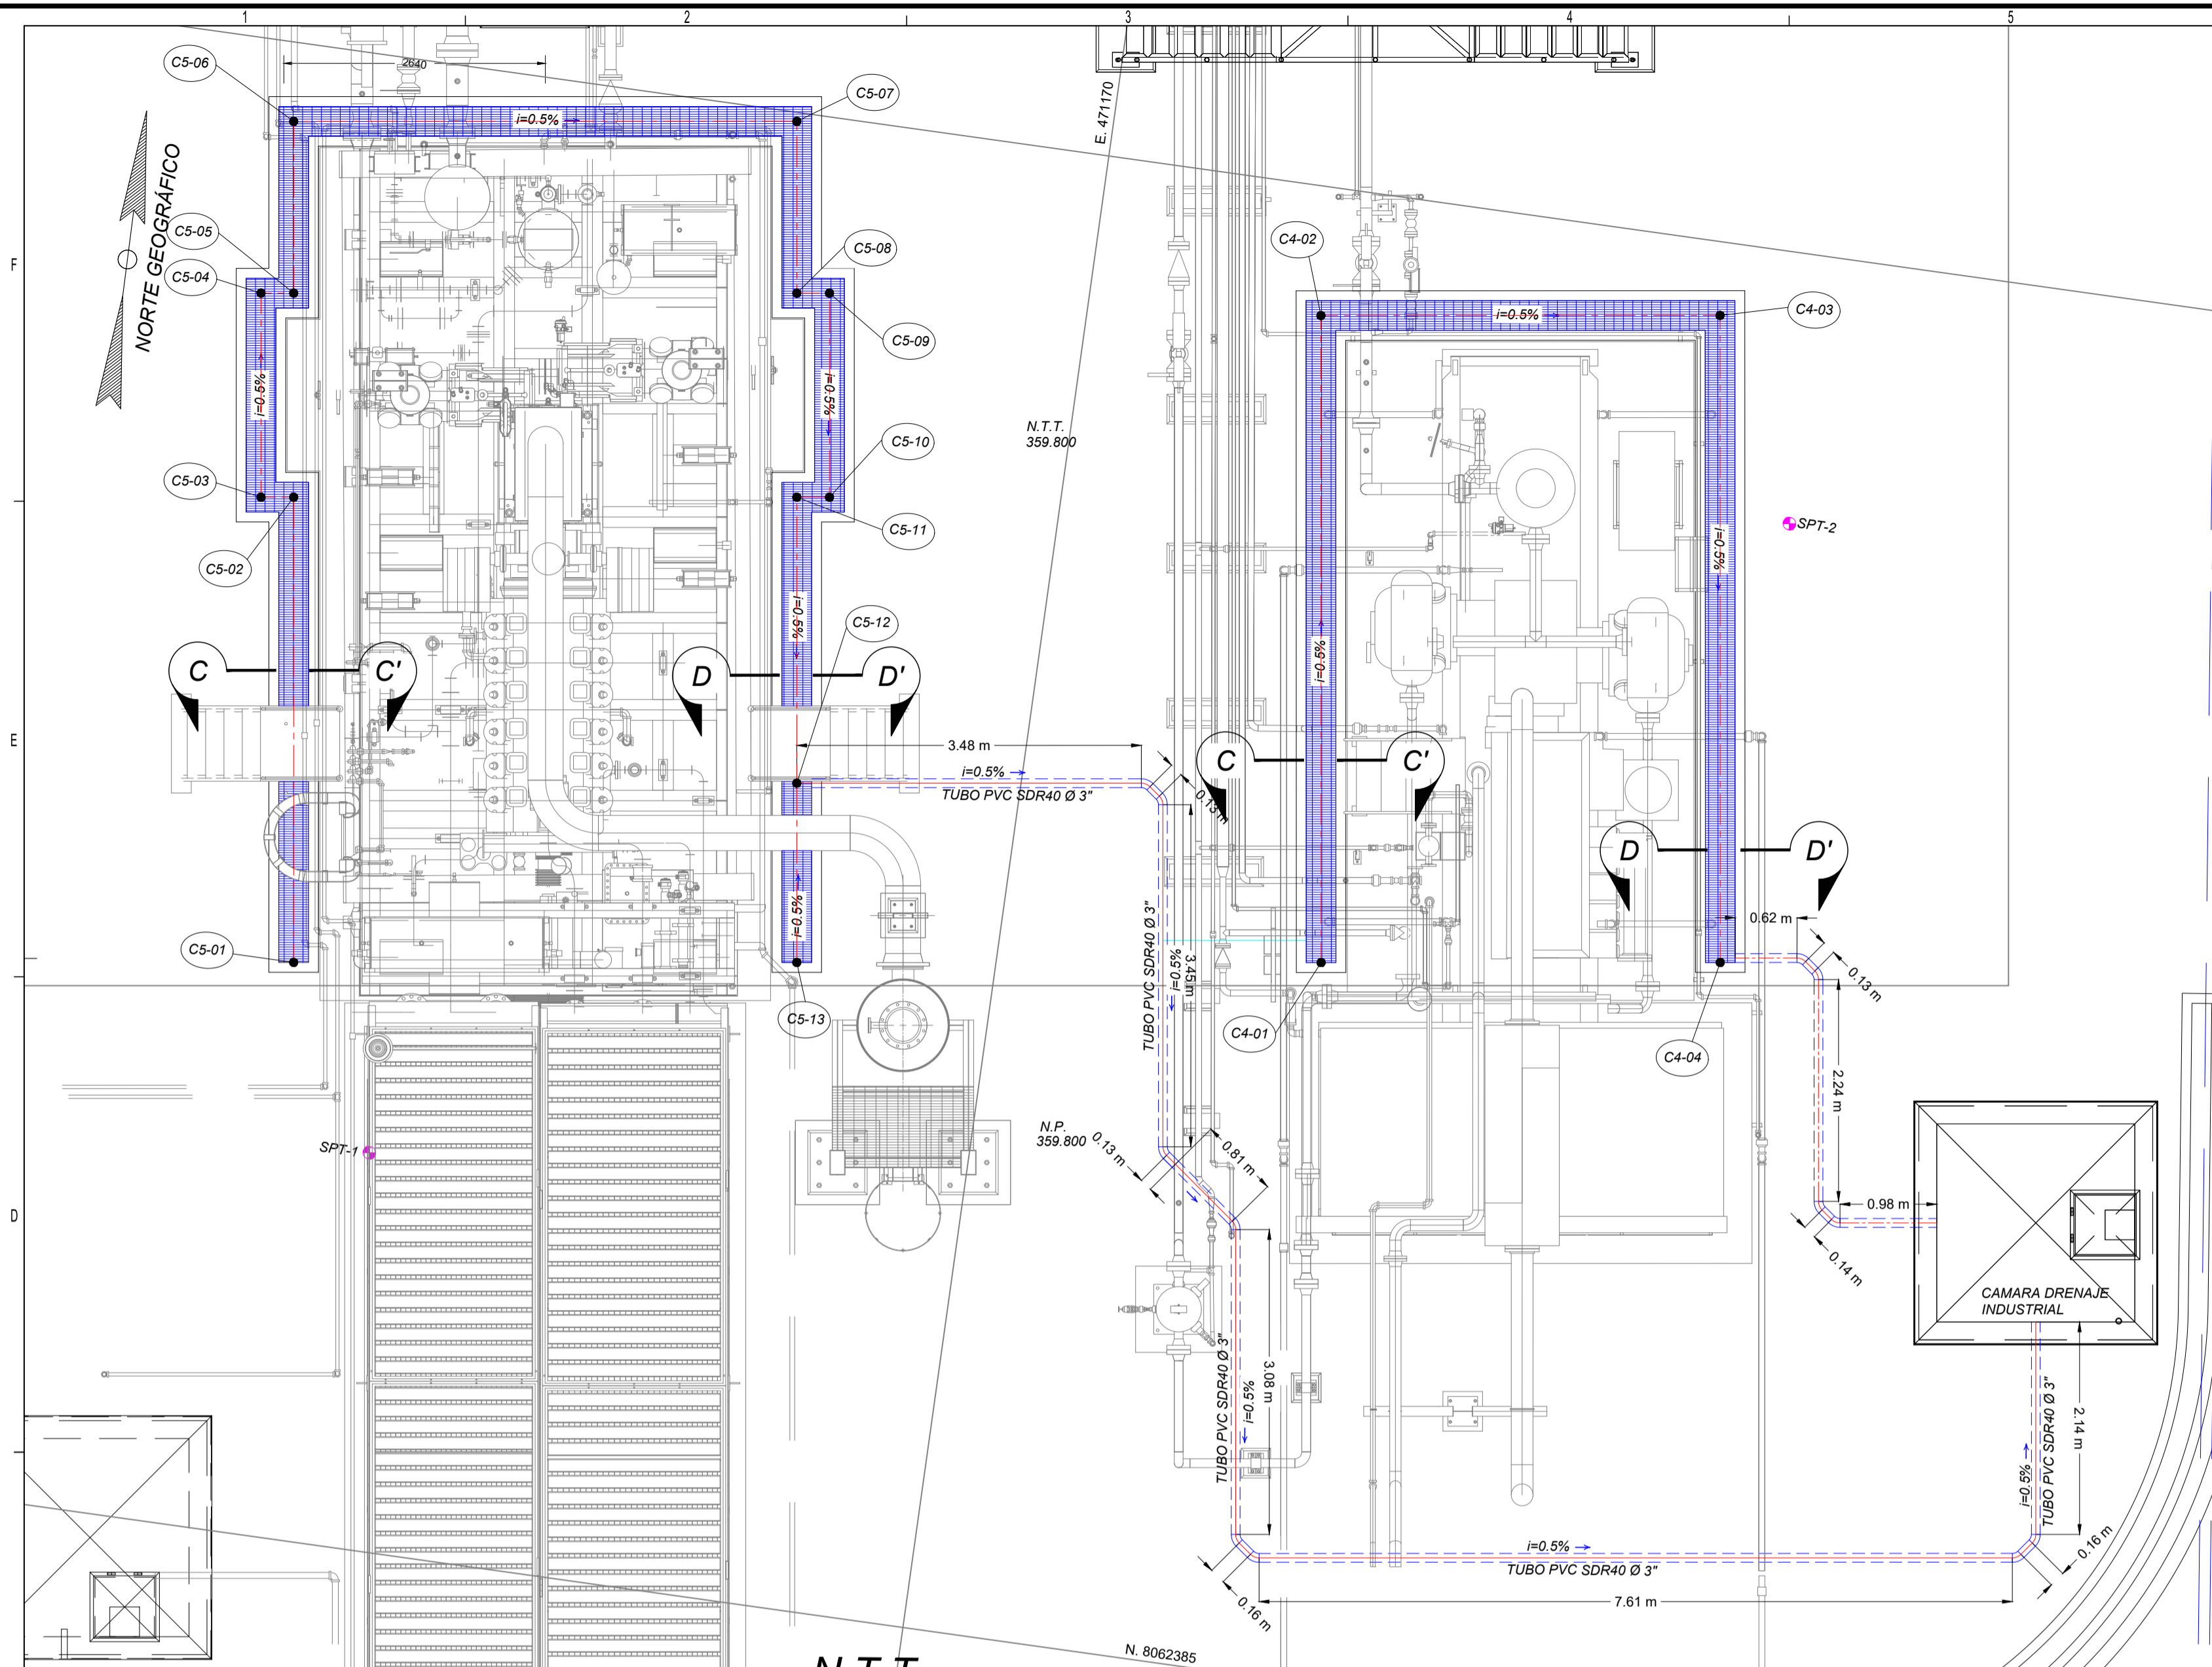 1
2
3
4
5
F
E
D
C5-06
2640
C5-07
i=0.5%
E. 471170
NORTE GEOGRÁFICO
C5-05
C5-04
C5-08
C5-09
C4-02
i=0.5%
C4-03
i=0.5%
i=0.5%
N.T.T.
359.800
C5-10
C5-03
C5-11
C5-02
SPT-2
i=0.5%
i=0.5%
C5-12
i=0.5%
C
C'
D
D'
3.48 m
i=0.5%
TUBO PVC SDR40 Ø 3"
0.13 m
C
C'
D
D'
i=0.5%
C5-01
C5-13
TUBO PVC SDR40 Ø 3"
i=0.5%
3.45 m
0.62 m
0.13 m
C4-01
C4-04
2.24 m
SPT-1
N.P.
359.800
0.13 m
0.81 m
0.98 m
0.14 m
CAMARA DRENAJE
INDUSTRIAL
TUBO PVC SDR40 Ø 3"
i=0.5%
3.08 m
2.14 m
TUBO PVC SDR40 Ø 3"
i=0.5%
i=0.5%
TUBO PVC SDR40 Ø 3"
0.16 m
0.16 m
7.61 m
N. 8062385
N.T.T.